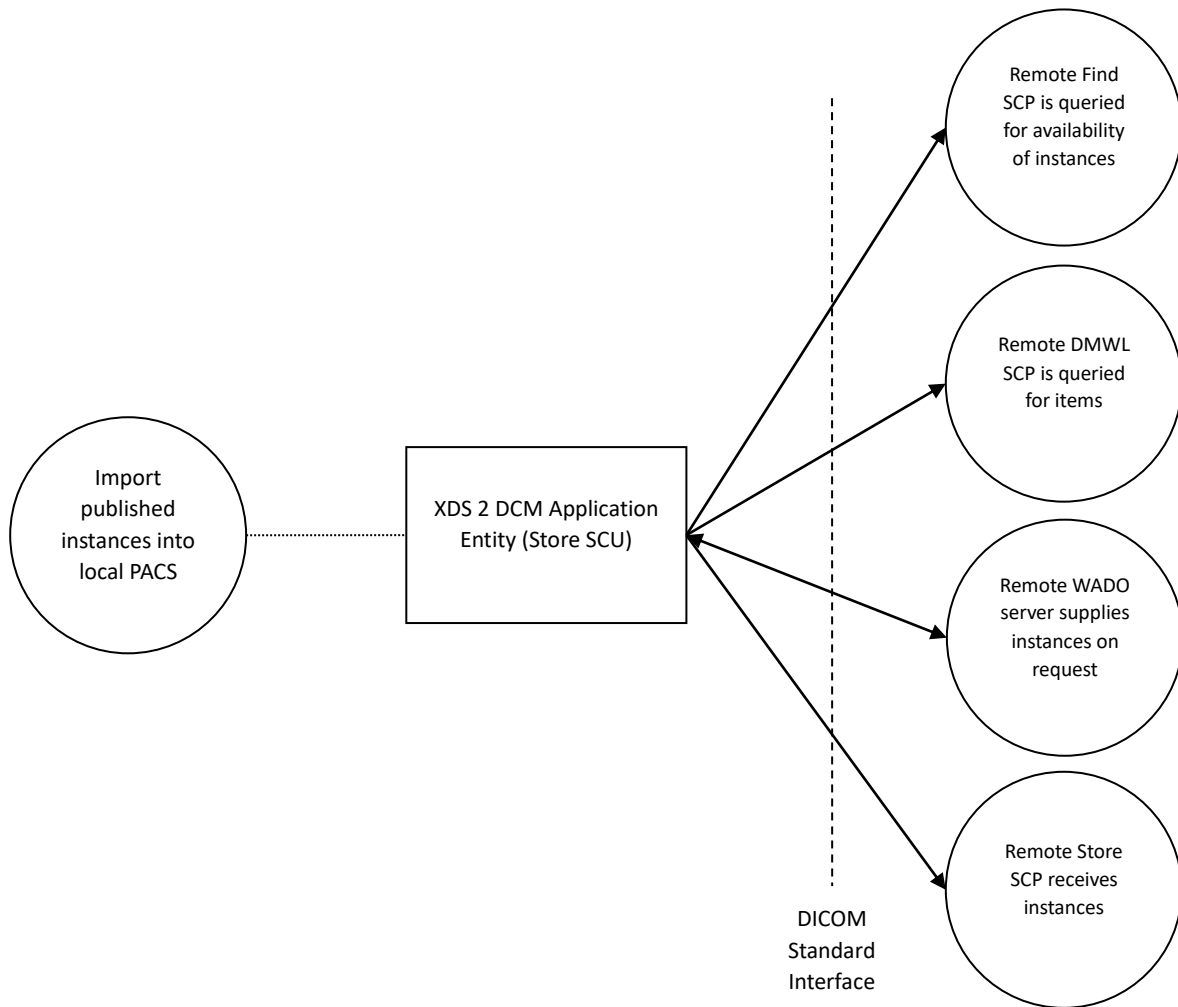 Import
published
instances into
local PACS
XDS 2 DCM Application
Entity (Store SCU)
Remote Find
SCP is queried
for availability
of instances
Remote DMWL
SCP is queried
for items
Remote WADO
server supplies
instances on
request
Remote Store
SCP receives
instances
DICOM
Standard
Interface